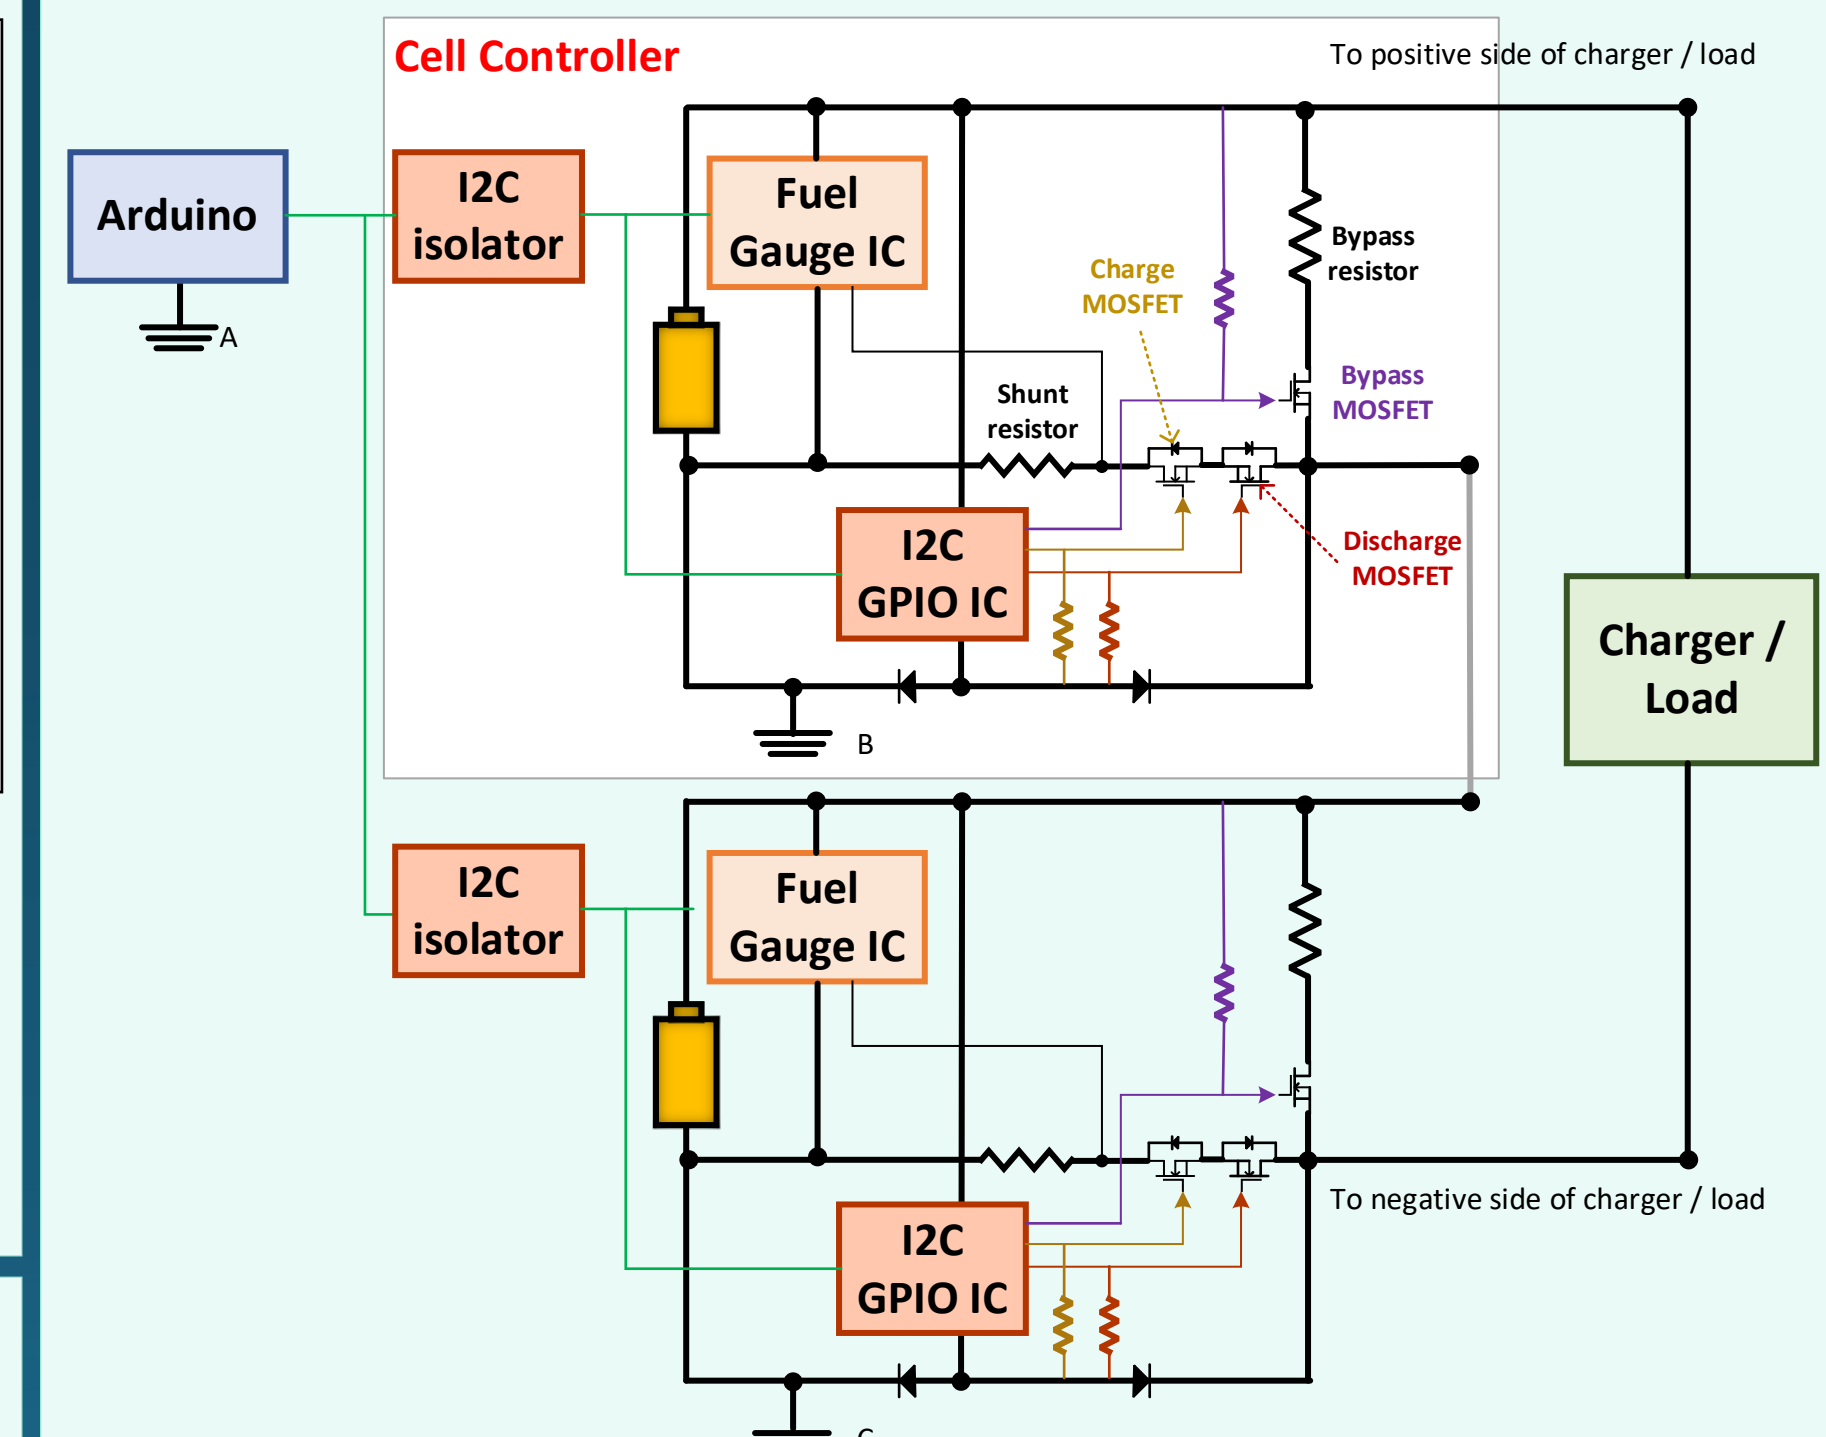 Cell Controller
To positive side of charger / load
Arduino
A
I2C
isolator
Fuel
Gauge IC
Charge
MOSFET
Bypass
resistor
Shunt
resistor
Bypass
MOSFET
I2C
GPIO IC
Discharge
MOSFET
Charger /
Load
B
I2C
isolator
Fuel
Gauge IC
To negative side of charger / load
I2C
GPIO IC